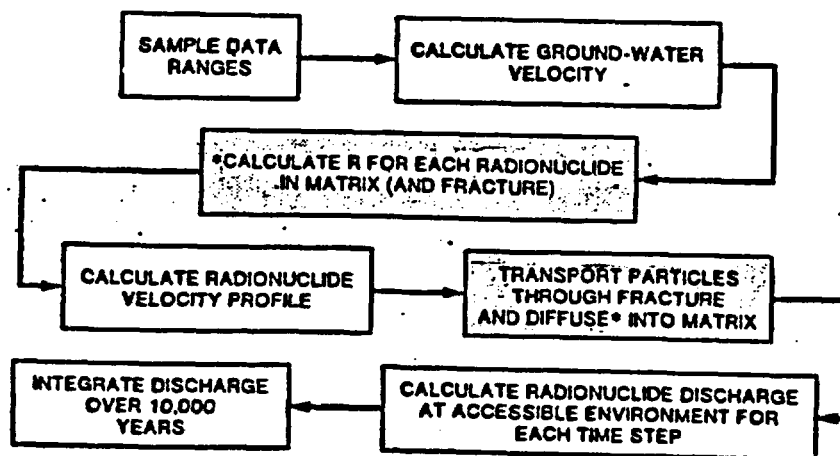 SAMPLE DATA
RANGES
CALCULATE GROUND-WATER
VELOCITY
*CALCULATE R FOR EACH RADIONUCLIDE
IN MATRIX (AND FRACTURE)
CALCULATE RADIONUCLIDE
VELOCITY PROFILE
TRANSPORT PARTICLES
THROUGH FRACTURE
AND DIFFUSE* INTO MATRIX
INTEGRATE DISCHARGE
OVER 10,000
YEARS
CALCULATE RADIONUCLIDE DISCHARGE
AT ACCESSIBLE ENVIRONMENT FOR
EACH TIME STEP